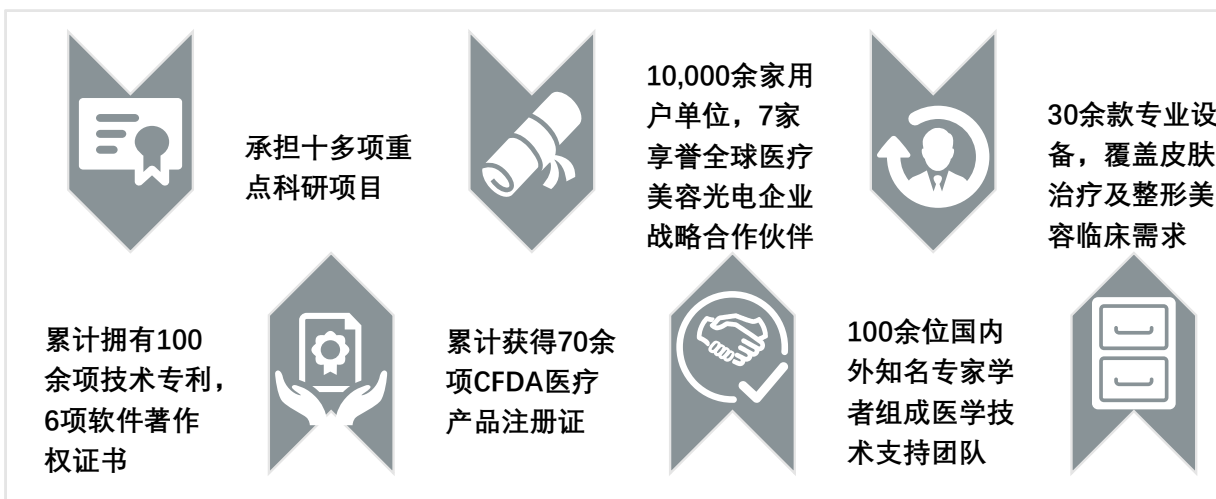 承担十多项重
点科研项目
10,000余家用
户单位，7家
享誉全球医疗
美容光电企业
战略合作伙伴
30余款专业设
备，覆盖皮肤
治疗及整形美
容临床需求
累计拥有100
余项技术专利，
6项软件著作
权证书
累计获得70余
项CFDA医疗
产品注册证
100余位国内
外知名专家学
者组成医学技
术支持团队